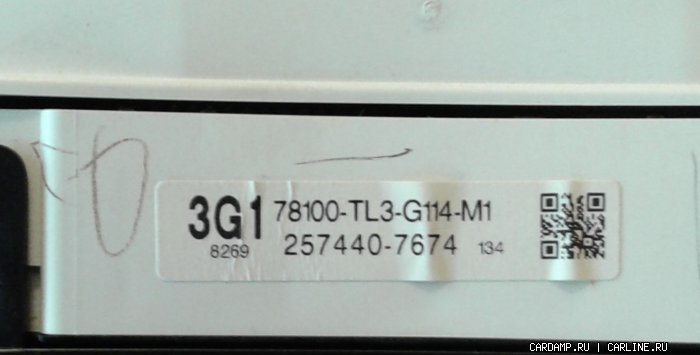 3G1 78100-TL3-G114-M1
8269 257440-7674 134
CARDAMP.RU | CARLINE.RU